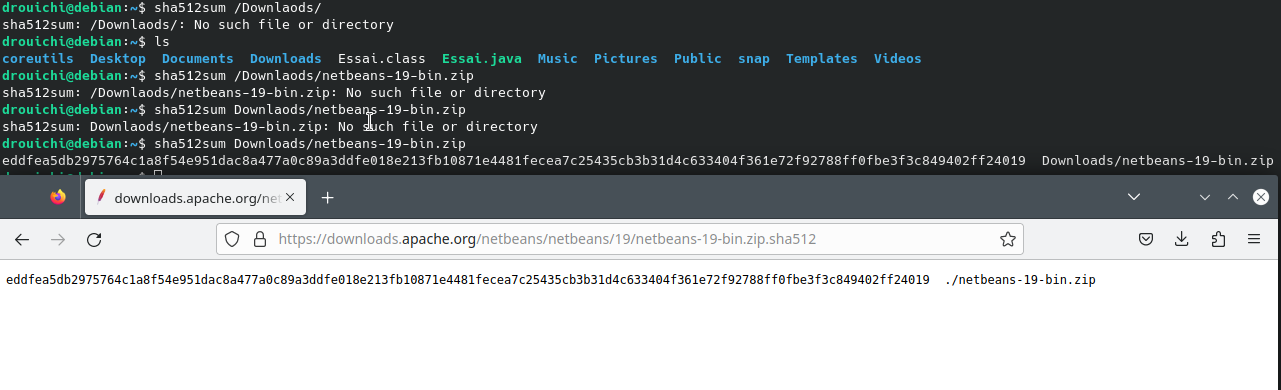 drouichi@debian:~$ sha512sum /Downlaods/
sha512sum: /Downlaods/: No such file or directory
drouichi@debian:~$ ls
coreutils  Desktop  Documents  Downloads  Essai.class  Essai.java  Music  Pictures  Public  snap  Templates  Videos
drouichi@debian:~$ sha512sum /Downlaods/netbeans-19-bin.zip
sha512sum: /Downlaods/netbeans-19-bin.zip: No such file or directory
drouichi@debian:~$ sha512sum Downlaods/netbeans-19-bin.zip
sha512sum: Downlaods/netbeans-19-bin.zip: No such file or directory
drouichi@debian:~$ sha512sum Downloads/netbeans-19-bin.zip
eddfea5db2975764c1a8f54e951dac8a477a0c89a3ddfe018e213fb10871e4481fecea7c25435cb3b31d4c633404f361e72f92788ff0fbe3f3c849402ff24019  Downloads/netbeans-19-bin.zip
downloads.apache.org/net
https://downloads.apache.org/netbeans/netbeans/19/netbeans-19-bin.zip.sha512
eddfea5db2975764c1a8f54e951dac8a477a0c89a3ddfe018e213fb10871e4481fecea7c25435cb3b31d4c633404f361e72f92788ff0fbe3f3c849402ff24019  ./netbeans-19-bin.zip